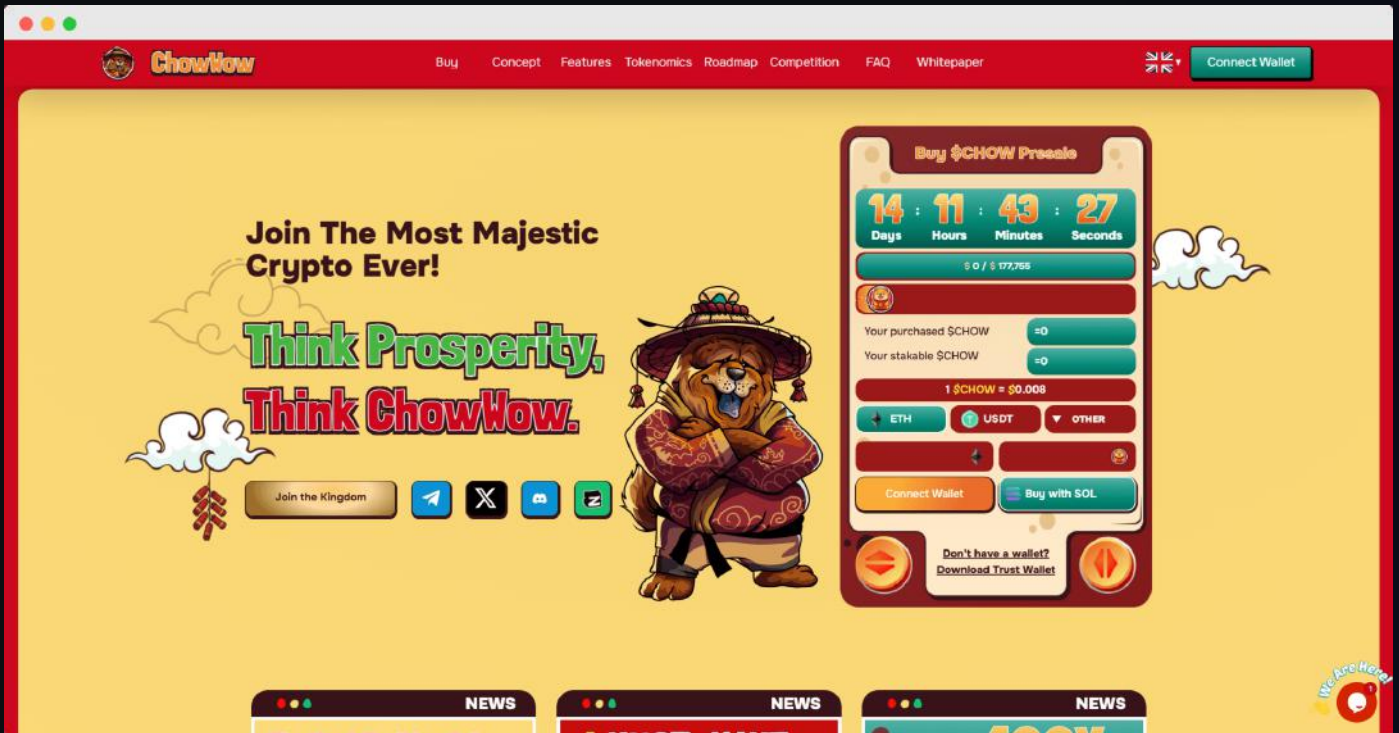 ChowWow
Buy Concept Features Tokenomics Roadmap Competition FAQ Whitepaper
Connect Wallet
Join The Most Majestic
Crypto Ever!
Think Prosperity,
Think ChowWow.
Join the Kingdom
Buy $CHOW Presale
14 : 11 : 43 : 27
Days Hours Minutes Seconds
$ 0 / $ 177,755
Your purchased $CHOW =0
Your stakable $CHOW =0
1 $CHOW = $0.008
ETH USDT OTHER
Connect Wallet Buy with SOL
Don't have a wallet?
Download Trust Wallet
We Are Here!
1
NEWS NEWS NEWS